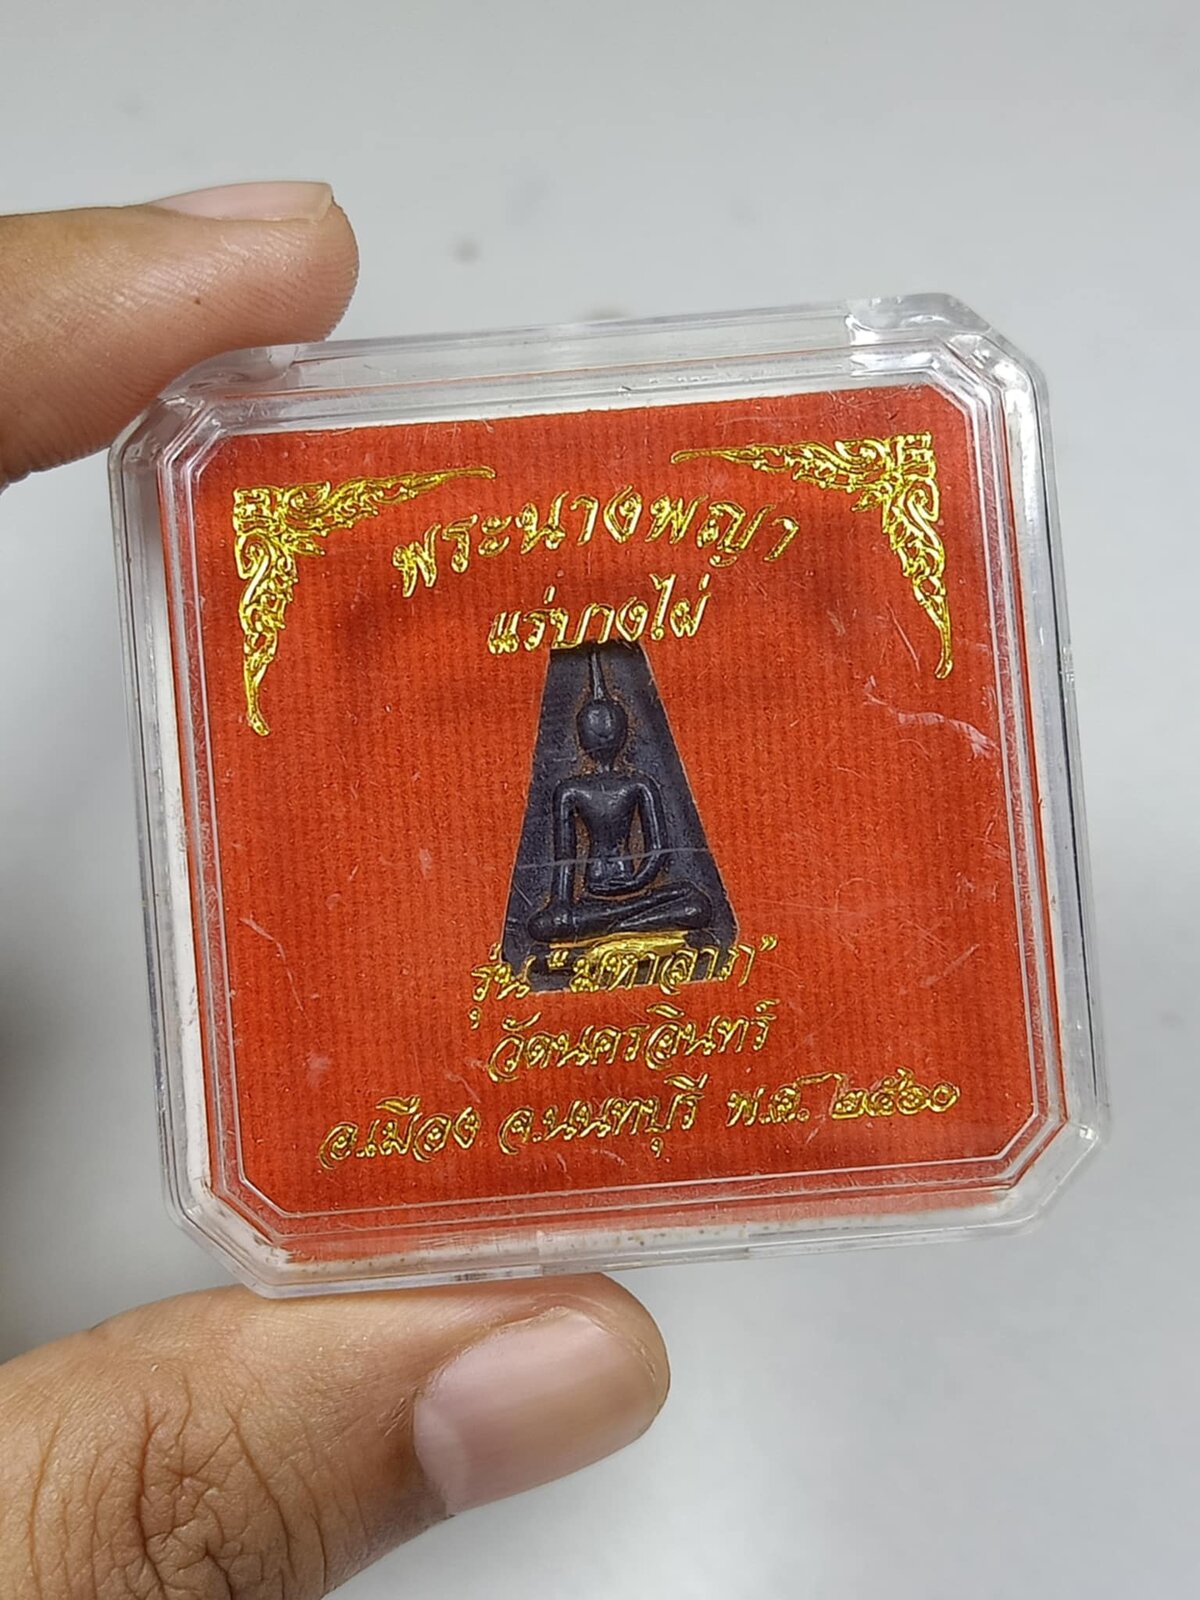 พระนางพญา
แร่บางไผ่
รุ่น "มหาลาภ"
วัดนครอินทร์
อ.เมือง จ.นนทบุรี พ.ศ. ๒๕๖๐